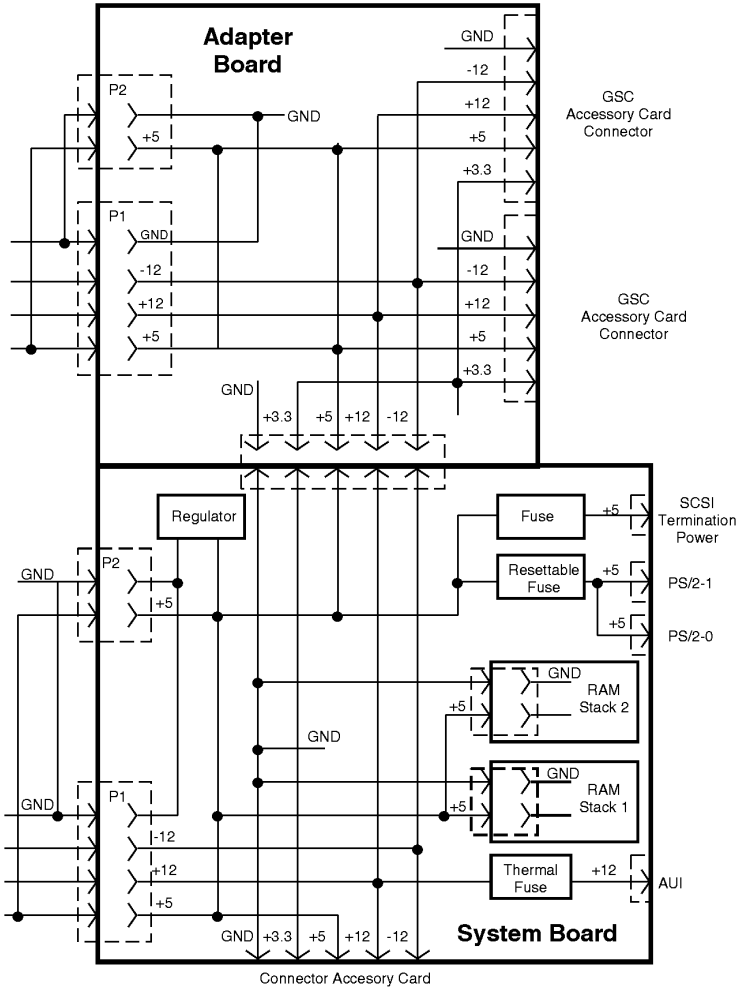 Adapter
Board
GND
-12
+12
+5
+3.3
GSC
Accessory Card
Connector
P2
GND
+5
P1
GND
-12
+12
+5
GND
-12
+12
+5
+3.3
GSC
Accessory Card
Connector
GND
+3.3
+5
+12
-12
Regulator
Fuse
+5
SCSI
Termination
Power
GND
P2
+5
Resettable
Fuse
+5
PS/2-1
+5
PS/2-0
GND
+5
RAM
Stack 2
GND
GND
+5
RAM
Stack 1
GND
P1
-12
+12
+5
Thermal
Fuse
+12
AUI
GND
+3.3
+5
+12
-12
System Board
Connector Accesory Card